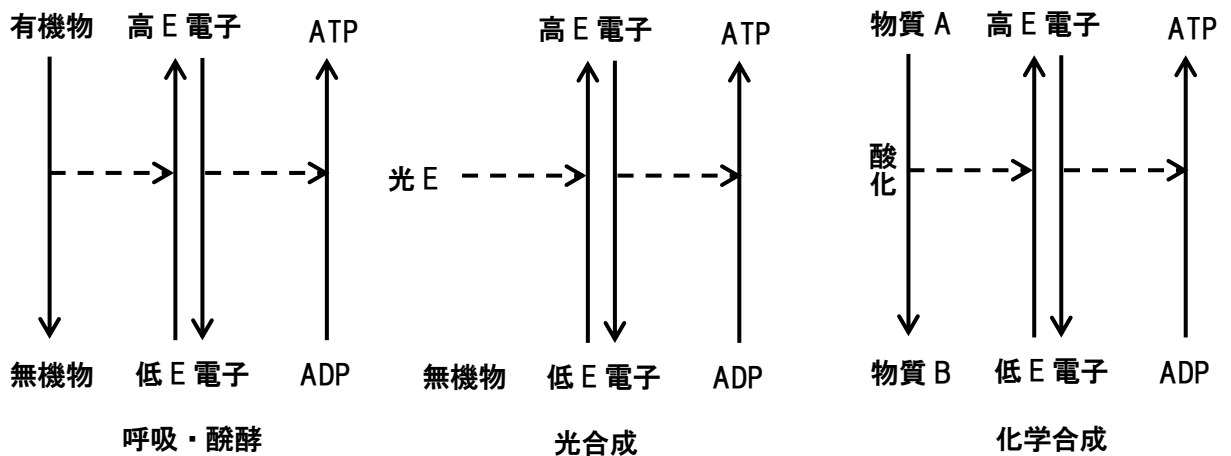 有機物 高E電子 ATP 高E電子 ATP 物質A 高E電子 ATP
光E 酸化
無機物 低E電子 ADP 無機物 低E電子 ADP 物質B 低E電子 ADP
呼吸・醗酵 光合成 化学合成